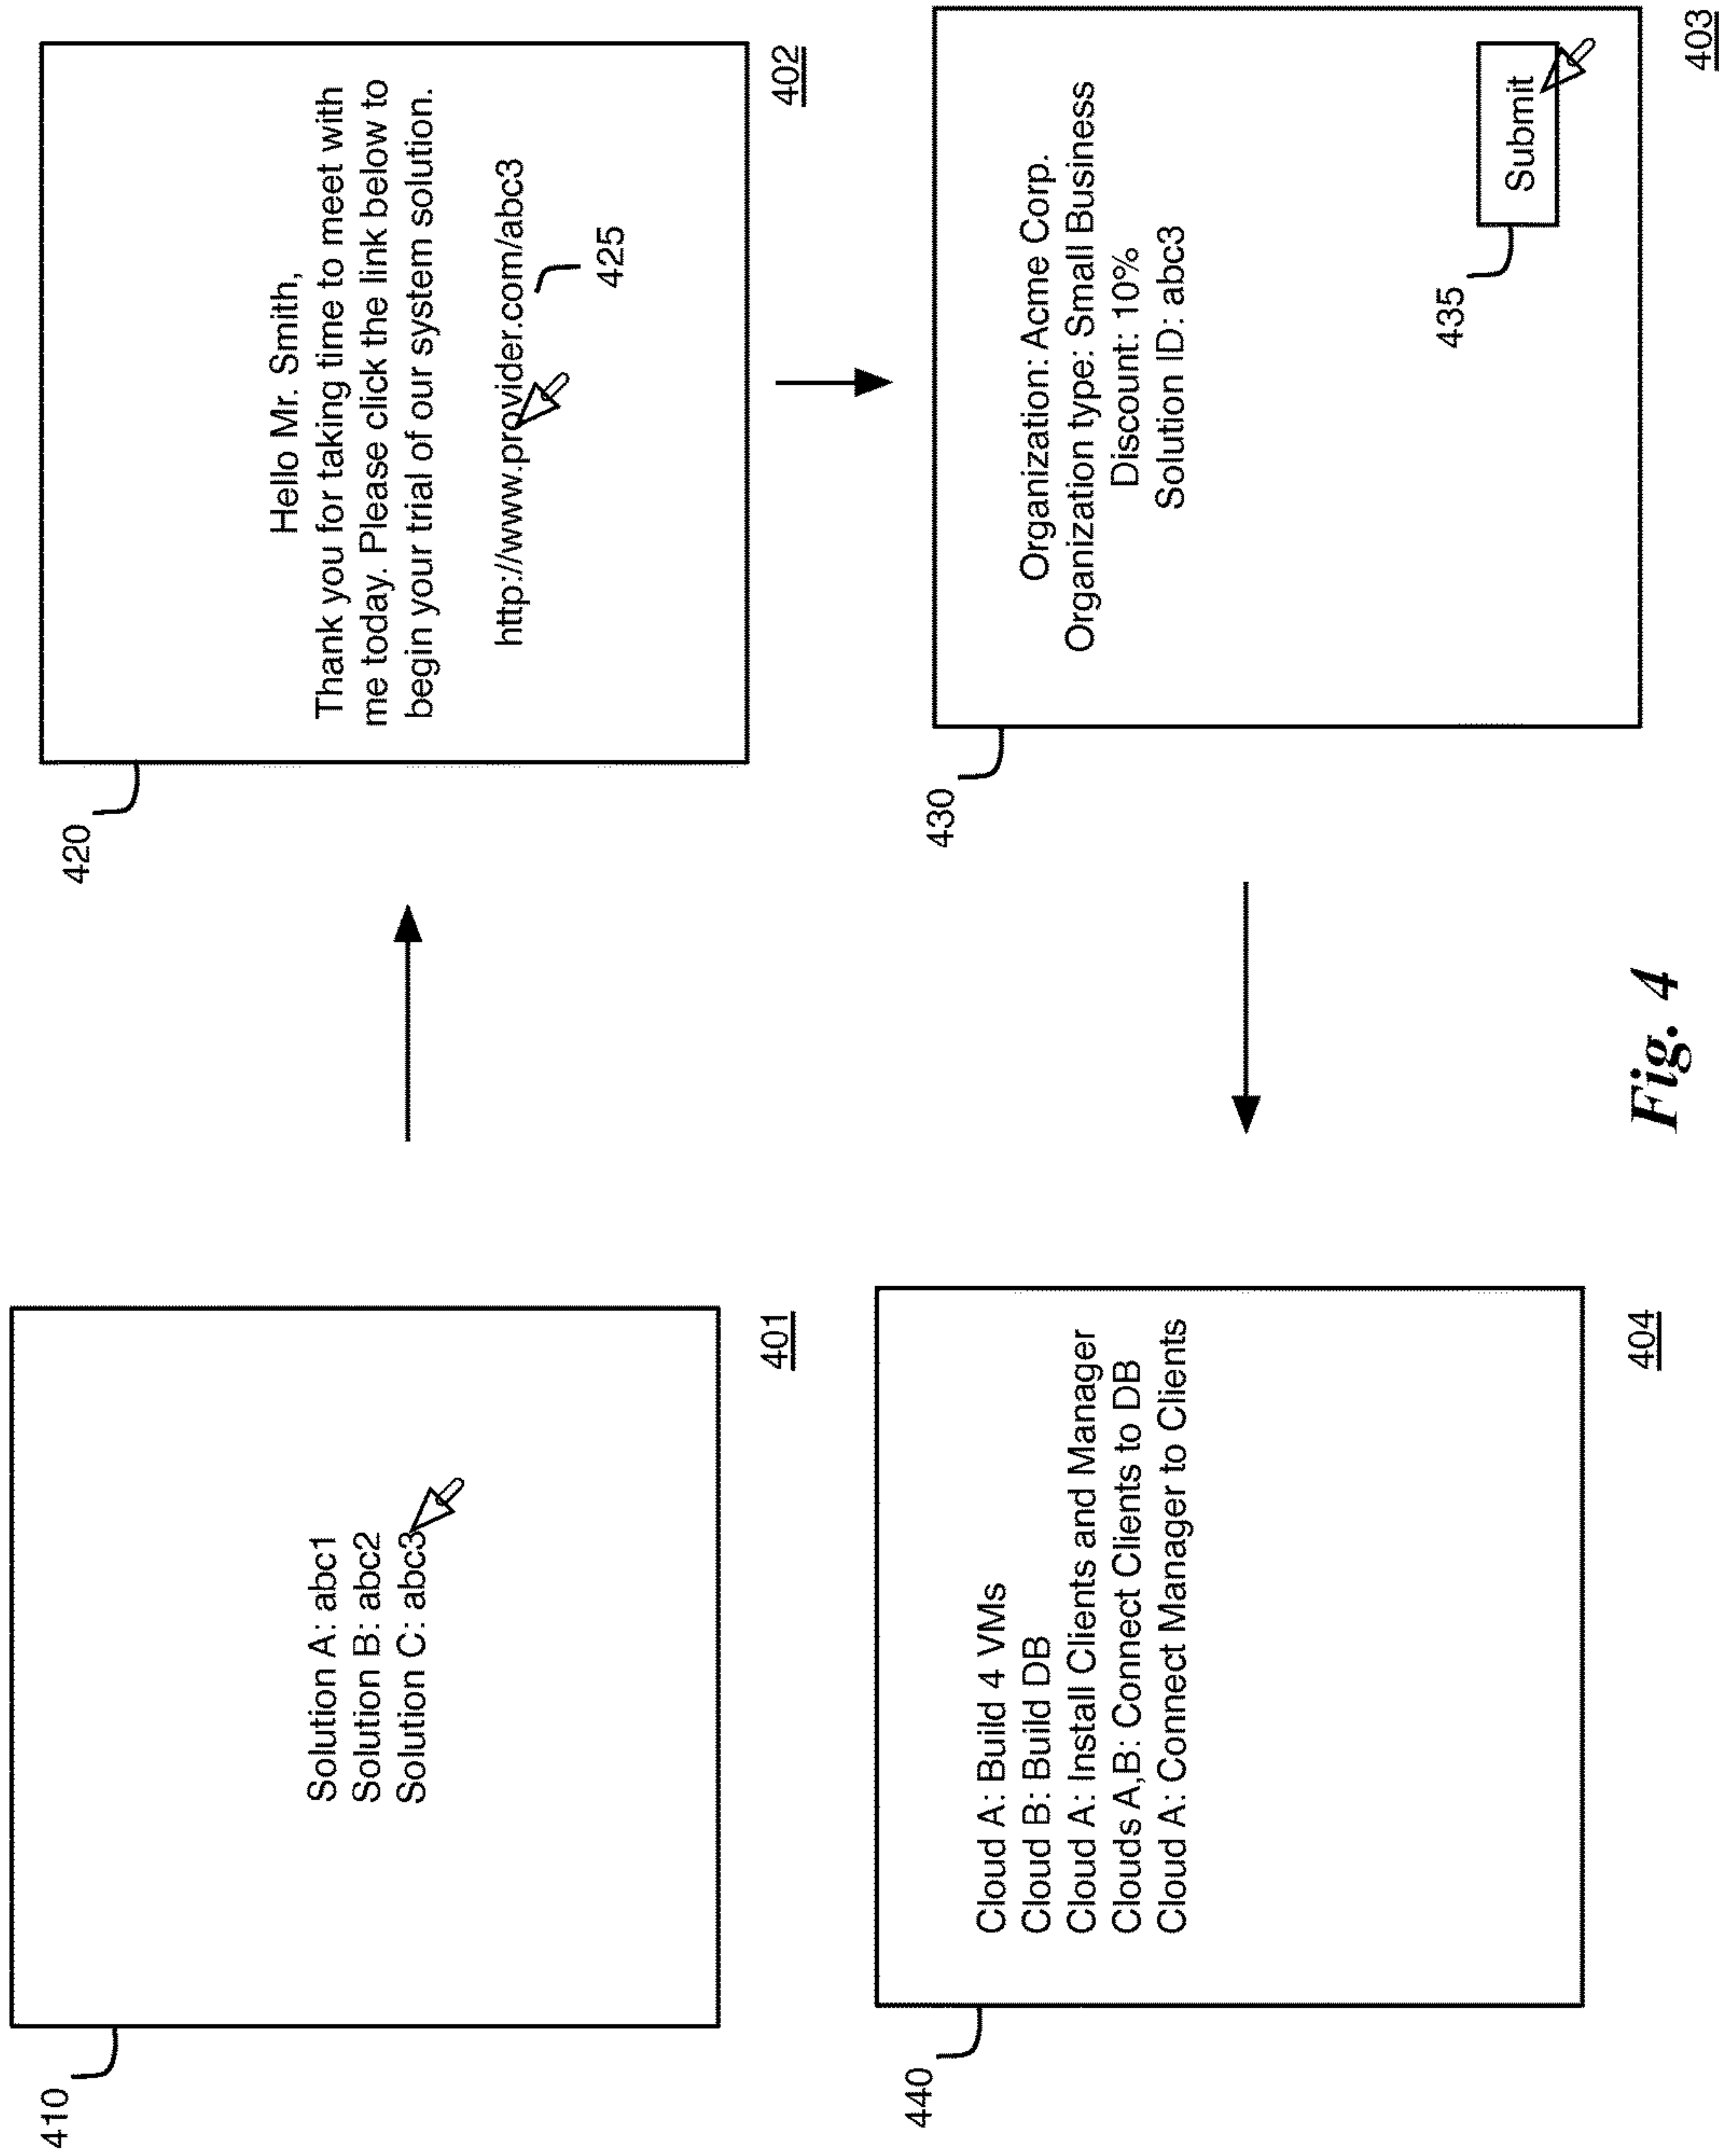 410
Solution A: abc1
Solution B: abc2
Solution C: abc3
401
420
Hello Mr. Smith,
Thank you for taking time to meet with
me today. Please click the link below to
begin your trial of our system solution.
http://www.provider.com/abc3
425
402
430
Organization: Acme Corp.
Organization type: Small Business
Discount: 10%
Solution ID: abc3
435
Submit
403
440
Cloud A: Build 4 VMs
Cloud B: Build DB
Cloud A: Install Clients and Manager
Clouds A,B: Connect Clients to DB
Cloud A: Connect Manager to Clients
404
Fig. 4